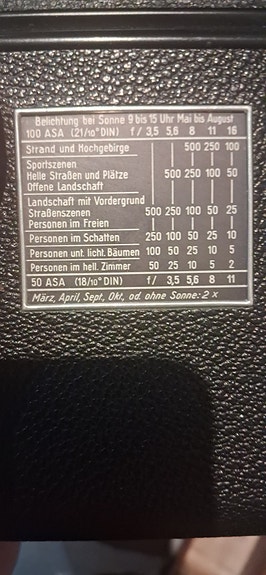 Belichtung bei Sonne 9 bis 15 Uhr Mai bis August
100 ASA (21/10° DIN) f/ 3,5 5,6 8 11 16
Strand und Hochgebirge 500 250 100
Sportszenen
Helle Straßen und Plätze 500 250 100 50
Offene Landschaft
Landschaft mit Vordergrund
Straßenszenen 500 250 100 50 25
Personen im Freien
Personen im Schatten 250 100 50 25 10
Personen unt. licht. Bäumen 100 50 25 10 5
Personen im hell. Zimmer 50 25 10 5 2
50 ASA (18/10° DIN) f/ 3,5 5,6 8 11
März, April, Sept., Okt., od. ohne Sonne: 2 x